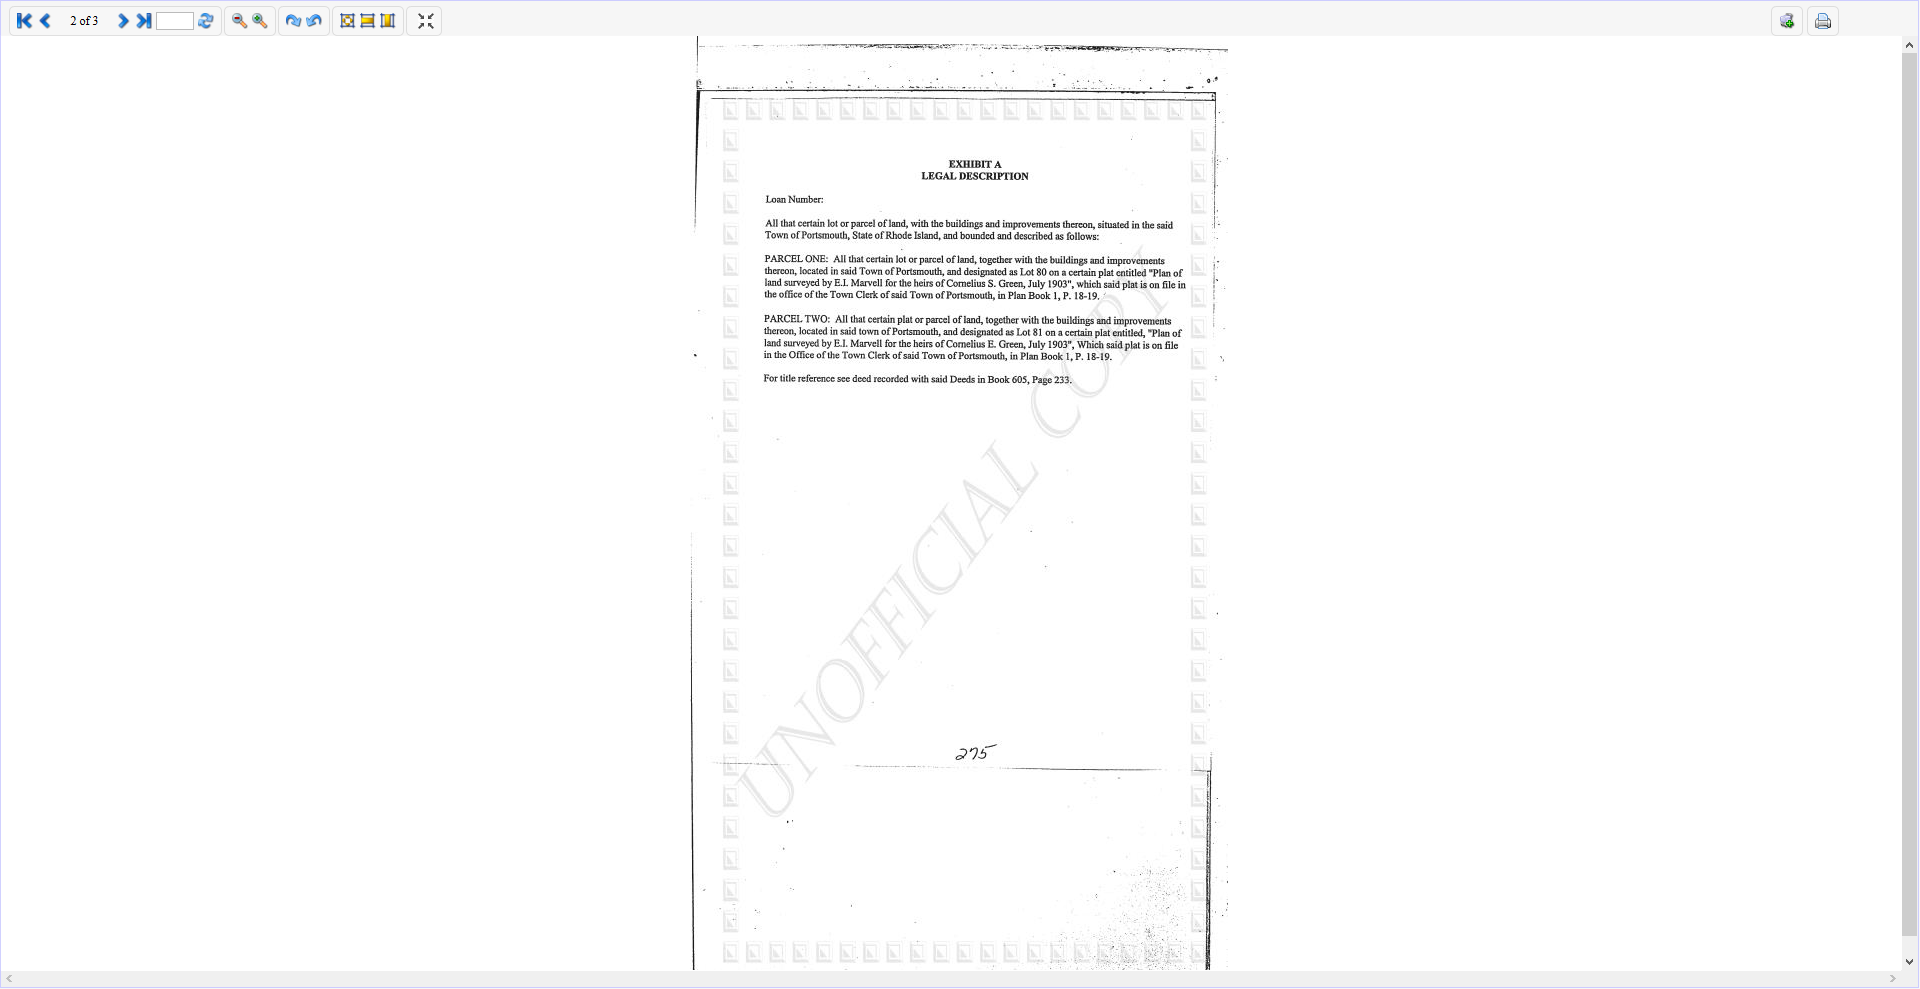 2 of 3
EXHIBIT A
LEGAL DESCRIPTION
Loan Number:
All that certain lot or parcel of land, with the buildings and improvements thereon, situated in the said
Town of Portsmouth, State of Rhode Island, and bounded and described as follows:
PARCEL ONE: All that certain lot or parcel of land, together with the buildings and improvements
thereon, located in said Town of Portsmouth, and designated as Lot 80 on a certain plat entitled "Plan of
land surveyed by E.I. Marvell for the heirs of Cornelius S. Green, July 1903", which said plat is on file in
the office of the Town Clerk of said Town of Portsmouth, in Plan Book 1, P. 18-19.
PARCEL TWO: All that certain plat or parcel of land, together with the buildings and improvements
thereon, located in said town of Portsmouth, and designated as Lot 81 on a certain plat entitled, "Plan of
land surveyed by E.I. Marvell for the heirs of Cornelius E. Green, July 1903", Which said plat is on file
in the Office of the Town Clerk of said Town of Portsmouth, in Plan Book 1, P. 18-19.
For title reference see deed recorded with said Deeds in Book 605, Page 233.
UNOFFICIAL COPY
275